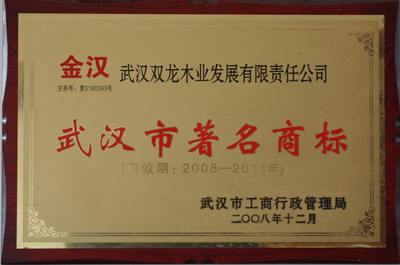 金汉 武汉双龙木业发展有限责任公司
注册号：第3180393号
武汉市著名商标
(有效期：2008—2011年)
武汉市工商行政管理局
二〇〇八年十二月